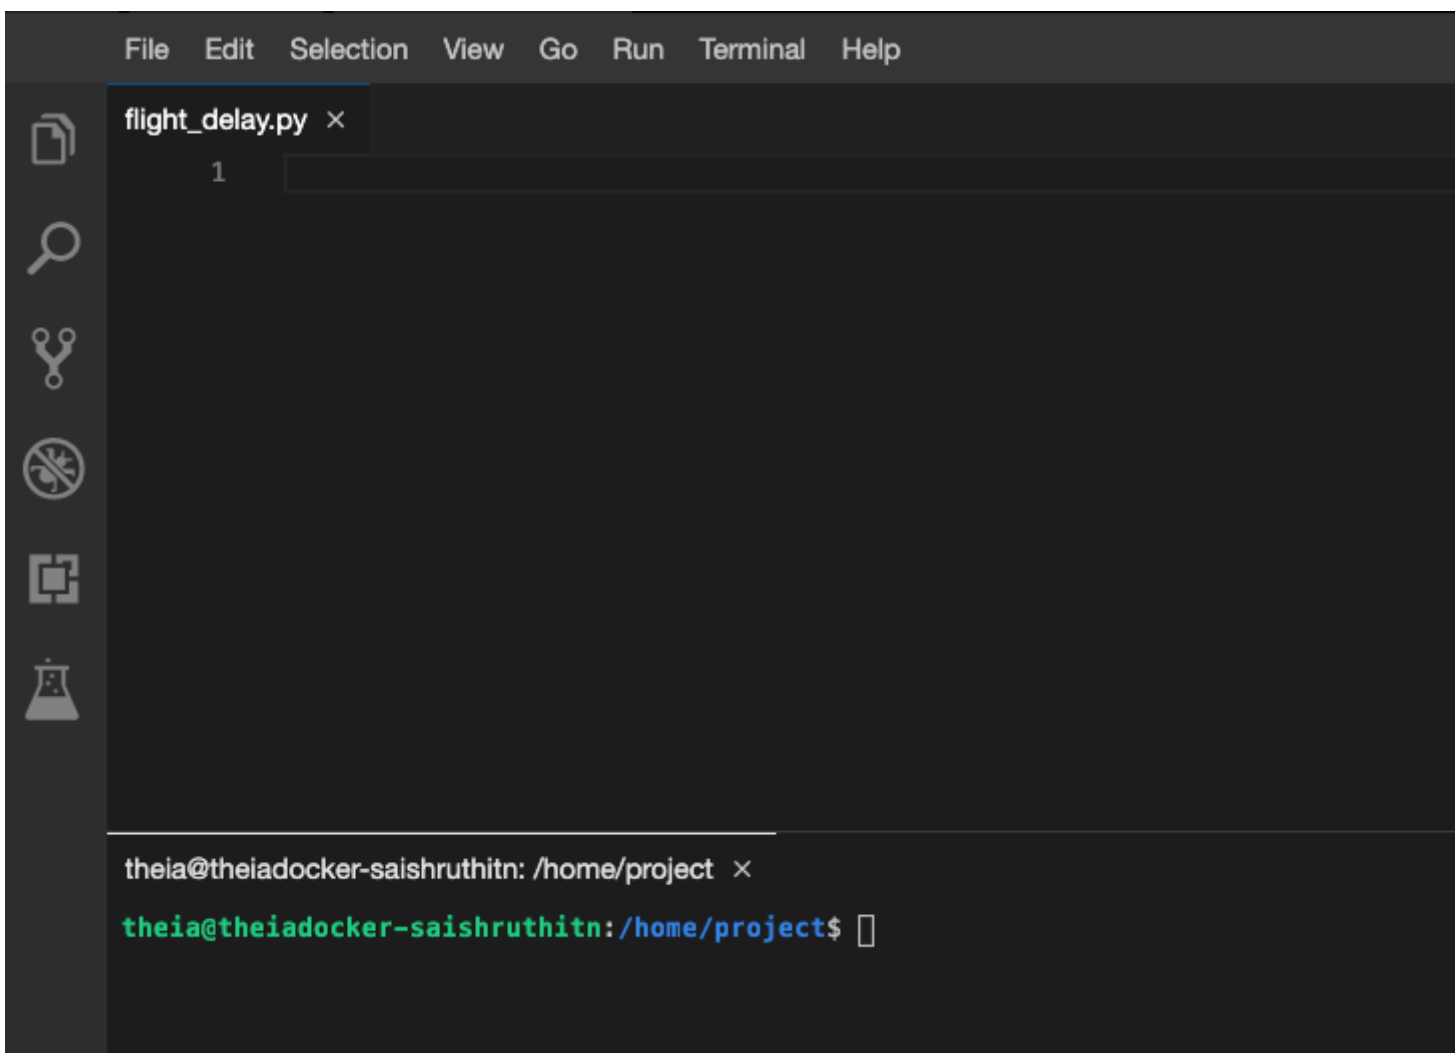 File Edit Selection View Go Run Terminal Help
flight_delay.py ×
1
theia@theiadocker-saishruthitn: /home/project ×
theia@theiadocker-saishruthitn:/home/project$